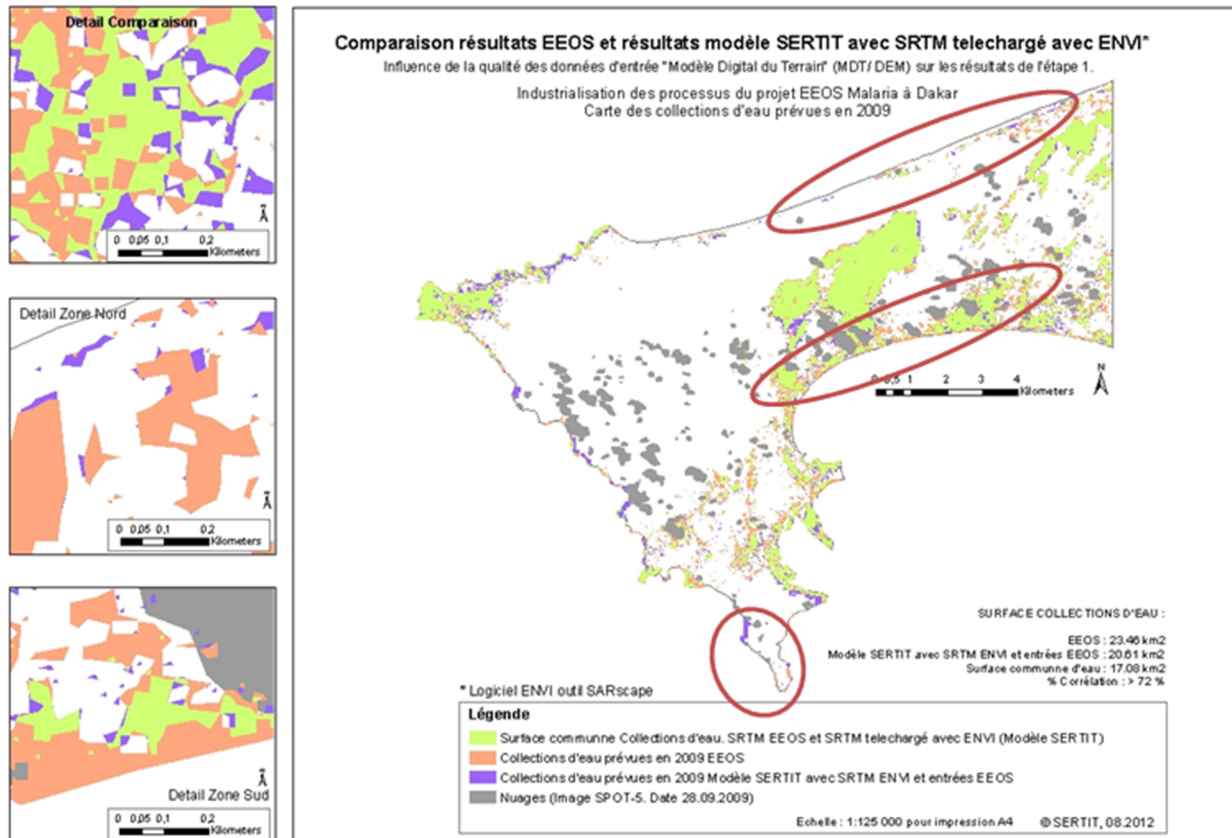 Detail Comparaison
0 0,05 0,1 0,2
Kilometers
Detail Zone Nord
0 0,05 0,1 0,2
Kilometers
Detail Zone Sud
0 0,05 0,1 0,2
Kilometers
Comparaison résultats EEOS et résultats modèle SERTIT avec SRTM telechargé avec ENVI*
Influence de la qualité des données d'entrée "Modèle Digital du Terrain" (MDT/ DEM) sur les résultats de l'étape 1.
Industrialisation des processus du projet EEOS Malaria à Dakar
Carte des collections d'eau prévues en 2009
N
0 0,5 1 2 3 4
Kilometers
SURFACE COLLECTIONS D'EAU :
EEOS : 23.46 km2
Modèle SERTIT avec SRTM ENVI et entrées EEOS : 20.61 km2
Surface commune d'eau : 17.08 km2
% Corrélation : > 72 %
* Logiciel ENVI outil SARscape
Légende
Surface commune Collections d'eau. SRTM EEOS et SRTM telechargé avec ENVI (Modèle SERTIT)
Collections d'eau prévues en 2009 EEOS
Collections d'eau prévues en 2009 Modèle SERTIT avec SRTM ENVI et entrées EEOS
Nuages (Image SPOT-5. Date 28.09.2009)
Echelle : 1:125 000 pour impression A4 © SERTIT, 08.2012